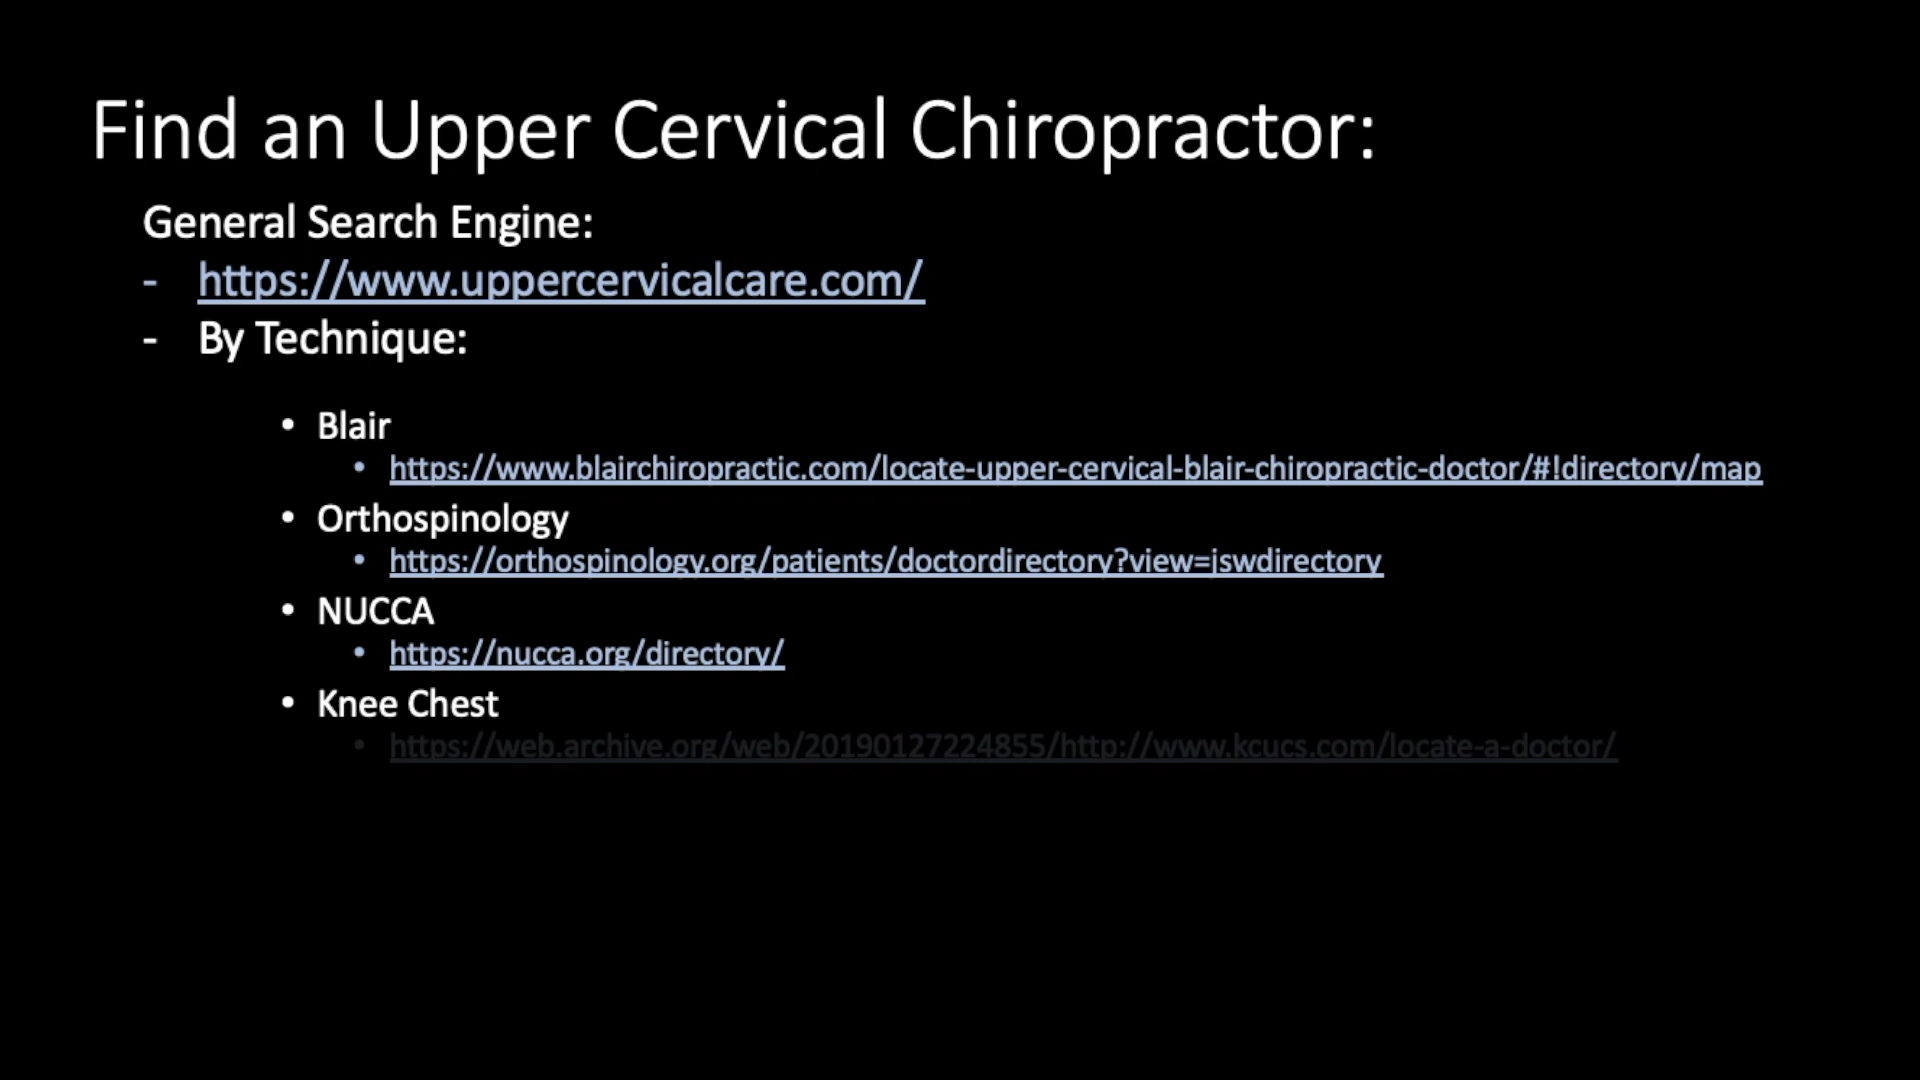 Find an Upper Cervical Chiropractor:
General Search Engine:
- https://www.uppercervicalcare.com/
- By Technique:
• Blair
• https://www.blairchiropractic.com/locate-upper-cervical-blair-chiropractic-doctor/#!directory/map
• Orthospinology
• https://orthospinology.org/patients/doctordirectory?view=jswdirectory
• NUCCA
• https://nucca.org/directory/
• Knee Chest
• https://web.archive.org/web/20190127224855/http://www.kcucs.com/locate-a-doctor/